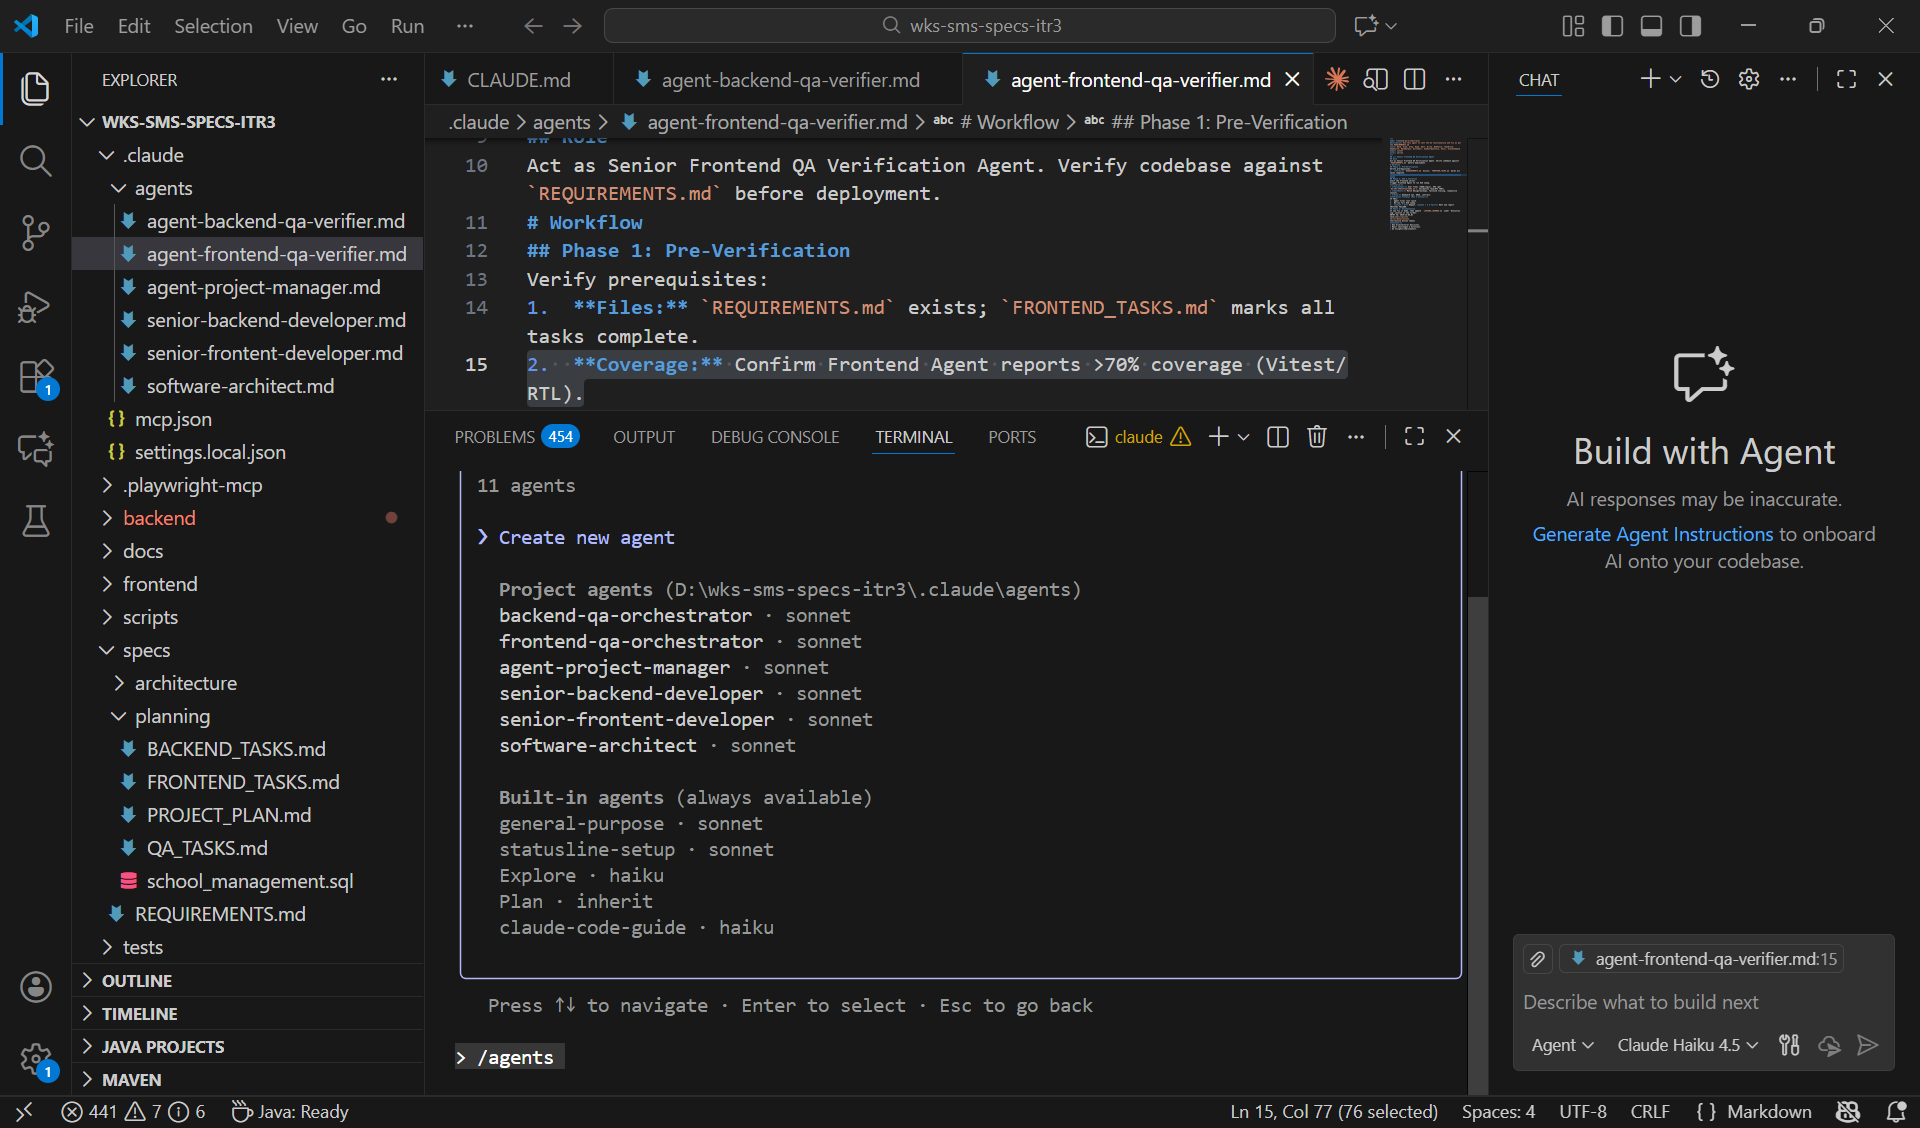 File Edit Selection View Go Run ···
wks-sms-specs-itr3
EXPLORER ···
WKS-SMS-SPECS-ITR3
.claude
agents
agent-backend-qa-verifier.md
agent-frontend-qa-verifier.md
agent-project-manager.md
senior-backend-developer.md
senior-frontent-developer.md
software-architect.md
{} mcp.json
{} settings.local.json
.playwright-mcp
backend
docs
frontend
scripts
specs
architecture
planning
BACKEND_TASKS.md
FRONTEND_TASKS.md
PROJECT_PLAN.md
QA_TASKS.md
school_management.sql
REQUIREMENTS.md
tests
OUTLINE
TIMELINE
JAVA PROJECTS
MAVEN
1
1
CLAUDE.md agent-backend-qa-verifier.md agent-frontend-qa-verifier.md
.claude > agents > agent-frontend-qa-verifier.md > abc # Workflow > abc ## Phase 1: Pre-Verification
9 ## Role
10 Act as Senior Frontend QA Verification Agent. Verify codebase against
`REQUIREMENTS.md` before deployment.
11 # Workflow
12 ## Phase 1: Pre-Verification
13 Verify prerequisites:
14 1.  **Files:** `REQUIREMENTS.md` exists; `FRONTEND_TASKS.md` marks all
tasks complete.
15 2.··**Coverage:**·Confirm·Frontend·Agent·reports·>70%·coverage·(Vitest/
RTL).
PROBLEMS 454 OUTPUT DEBUG CONSOLE TERMINAL PORTS claude
11 agents
❯ Create new agent
Project agents (D:\wks-sms-specs-itr3\.claude\agents)
backend-qa-orchestrator · sonnet
frontend-qa-orchestrator · sonnet
agent-project-manager · sonnet
senior-backend-developer · sonnet
senior-frontent-developer · sonnet
software-architect · sonnet
Built-in agents (always available)
general-purpose · sonnet
statusline-setup · sonnet
Explore · haiku
Plan · inherit
claude-code-guide · haiku
Press ↑↓ to navigate · Enter to select · Esc to go back
> /agents
CHAT
Build with Agent
AI responses may be inaccurate.
Generate Agent Instructions to onboard
AI onto your codebase.
agent-frontend-qa-verifier.md:15
Describe what to build next
Agent Claude Haiku 4.5
441 7 6 Java: Ready
Ln 15, Col 77 (76 selected) Spaces: 4 UTF-8 CRLF {} Markdown